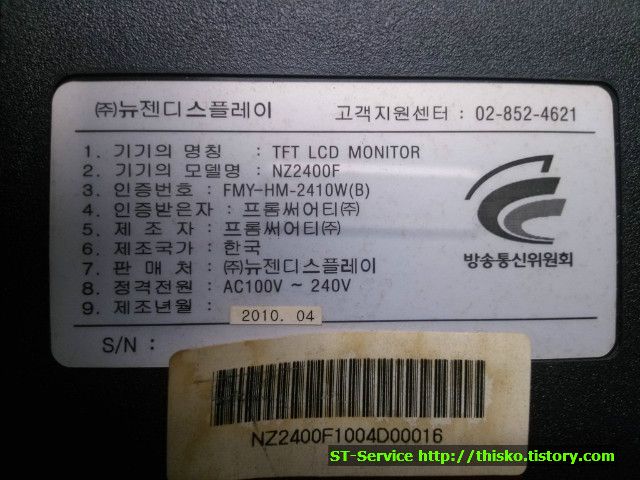 (주)뉴젠디스플레이 고객지원센터 : 02-852-4621
1. 기기의 명칭 : TFT LCD MONITOR
2. 기기의 모델명 : NZ2400F
3. 인증번호 : FMY-HM-2410W(B)
4. 인증받은자 : 프롬써어티(주)
5. 제 조 자 : 프롬써어티(주)
6. 제조국가 : 한국
7. 판 매 처 : (주)뉴젠디스플레이
8. 정격전원 : AC100V ~ 240V
9. 제조년월 : 2010. 04
방송통신위원회
S/N :
NZ2400F1004D00016
ST-Service http://thisko.tistory.com